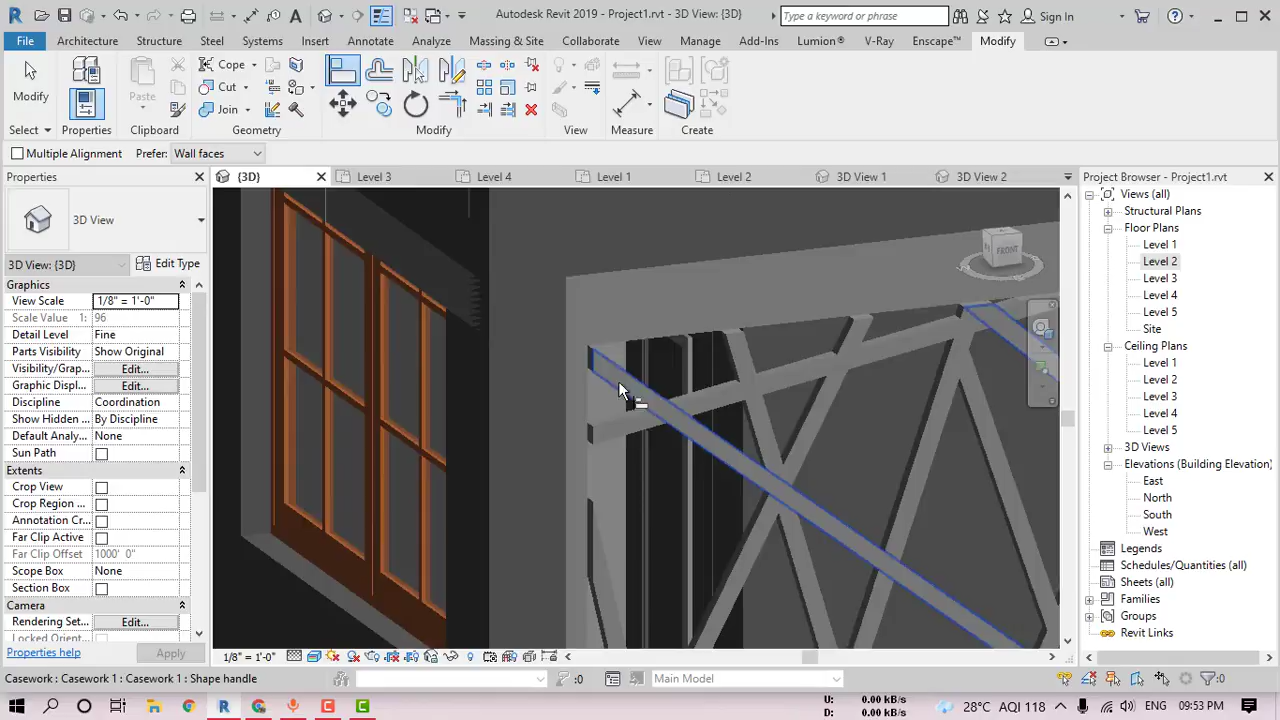 Autodesk Revit 2019 - Project1.rvt - 3D View: {3D}
Type a keyword or phrase
Sign In
File Architecture Structure Steel Systems Insert Annotate Analyze Massing & Site Collaborate View Manage Add-Ins Lumion® V-Ray Enscape™ Modify
Modify
Paste
Cope
Cut
Join
Select Properties Clipboard Geometry Modify View Measure Create
Multiple Alignment Prefer: Wall faces
Properties
{3D} Level 3 Level 4 Level 1 Level 2 3D View 1 3D View 2
Project Browser - Project1.rvt
3D View
3D View: {3D} Edit Type
Graphics
View Scale 1/8" = 1'-0"
Scale Value 1: 96
Detail Level Fine
Parts Visibility Show Original
Visibility/Grap... Edit...
Graphic Displ... Edit...
Discipline Coordination
Show Hidden ... By Discipline
Default Analy... None
Sun Path
Extents
Crop View
Crop Region ...
Annotation Cr...
Far Clip Active
Far Clip Offset 1000' 0"
Scope Box None
Section Box
Camera
Rendering Set... Edit...
Locked Orient...
Properties help Apply
FRONT
Views (all)
Structural Plans
Floor Plans
Level 1
Level 2
Level 3
Level 4
Level 5
Site
Ceiling Plans
Level 1
Level 2
Level 3
Level 4
Level 5
3D Views
Elevations (Building Elevation)
East
North
South
West
Legends
Schedules/Quantities (all)
Sheets (all)
Families
Groups
Revit Links
1/8" = 1'-0"
Casework : Casework 1 : Casework 1 : Shape handle
:0
Main Model
:0
U: 0.00 kB/s
D: 0.00 kB/s
28°C AQI 118
ENG
09:53 PM